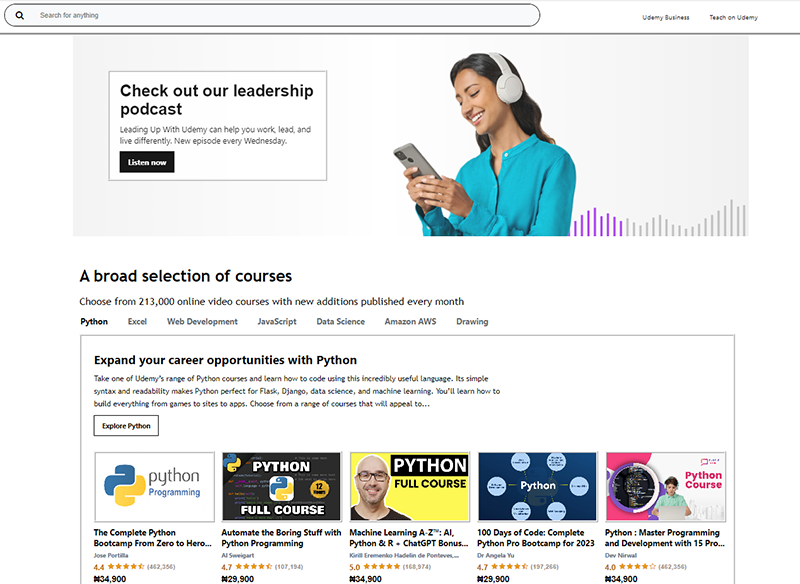 Search for anything
Udemy Business
Teach on Udemy
Check out our leadership
podcast
Leading Up With Udemy can help you work, lead, and
live differently. New episode every Wednesday.
Listen now
A broad selection of courses
Choose from 213,000 online video courses with new additions published every month
Python
Excel
Web Development
JavaScript
Data Science
Amazon AWS
Drawing
Expand your career opportunities with Python
Take one of Udemy's range of Python courses and learn how to code using this incredibly useful language. Its simple
syntax and readability makes Python perfect for Flask, Django, data science, and machine learning. You'll learn how to
build everything from games to sites to apps. Choose from a range of courses that will appeal to...
Explore Python
python
Programming
The Complete Python
Bootcamp From Zero to Hero...
Jose Portilla
4.4 (462,356)
₦34,900
PYTHON
12
HOURS
FULL COURSE
Automate the Boring Stuff with
Python Programming
Al Sweigart
4.7 (107,194)
₦29,900
PYTHON
FULL COURSE
Machine Learning A-Z™: AI,
Python & R + ChatGPT Bonus...
Kirill Eremenko Hadelin de Ponteves,...
5.0 (168,974)
₦34,900
Python
100 Days of Code: Complete
Python Pro Bootcamp for 2023
Dr Angela Yu
4.7 (197,266)
₦29,900
Python
Course
Python : Master Programming
and Development with 15 Pro...
Dev Nirwal
4.0 (462,356)
₦34,900